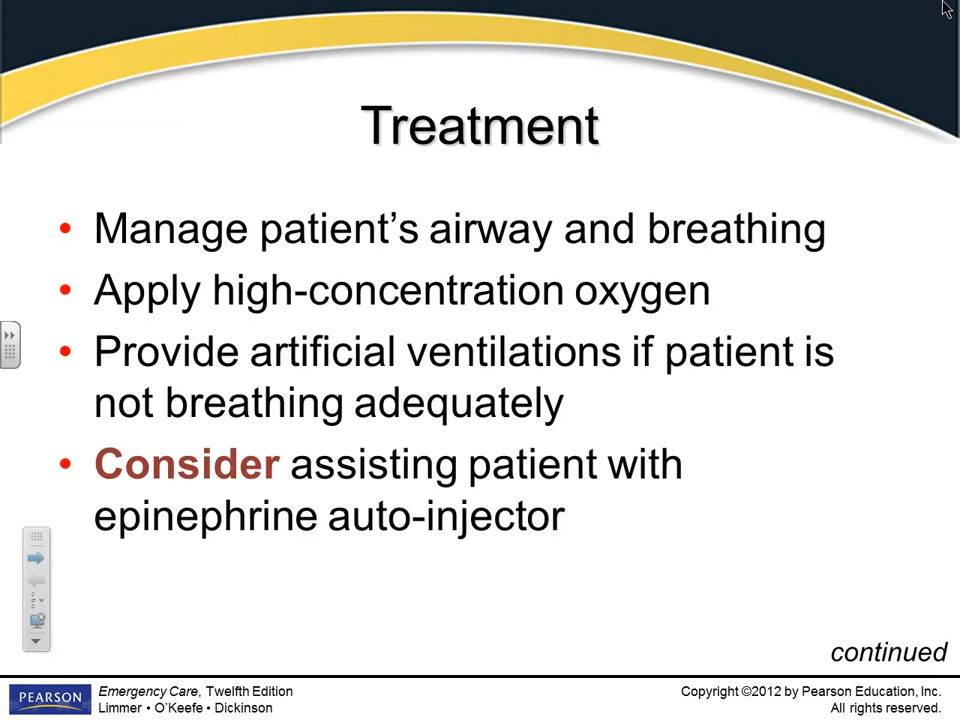 Treatment
• Manage patient’s airway and breathing
• Apply high-concentration oxygen
• Provide artificial ventilations if patient is
not breathing adequately
• Consider assisting patient with
epinephrine auto-injector
continued
PEARSON
Emergency Care, Twelfth Edition
Limmer • O’Keefe • Dickinson
Copyright ©2012 by Pearson Education, Inc.
All rights reserved.